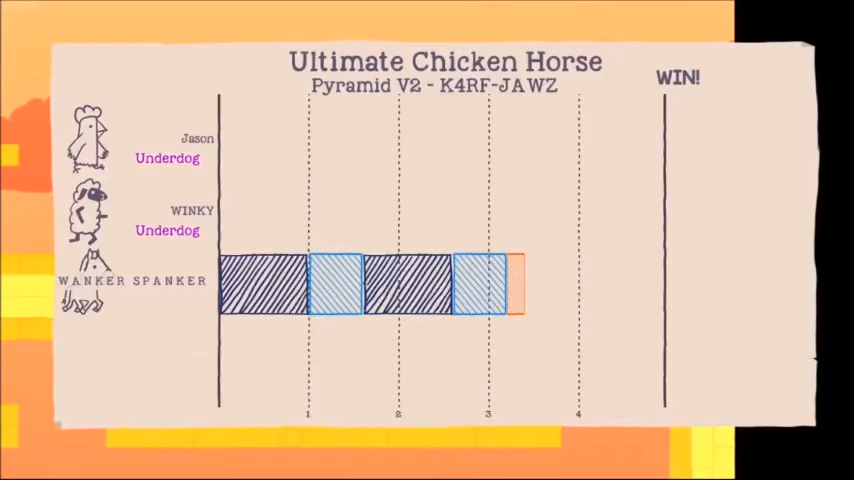 Ultimate Chicken Horse
Pyramid V2 - K4RF-JAWZ
WIN!
Jason
Underdog
WINKY
Underdog
WANKER SPANKER
1 2 3 4